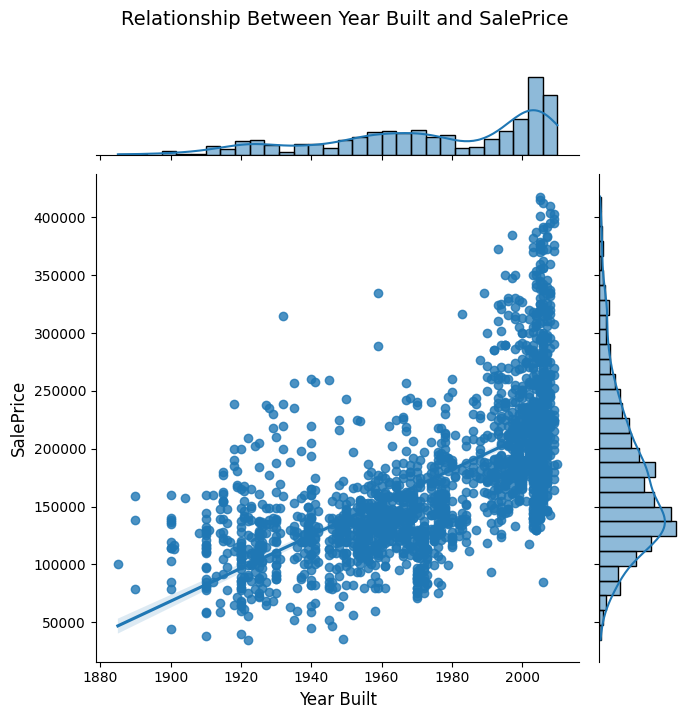 Relationship Between Year Built and SalePrice
400000
350000
300000
250000
200000
150000
100000
50000
SalePrice
1880 1900 1920 1940 1960 1980 2000
Year Built